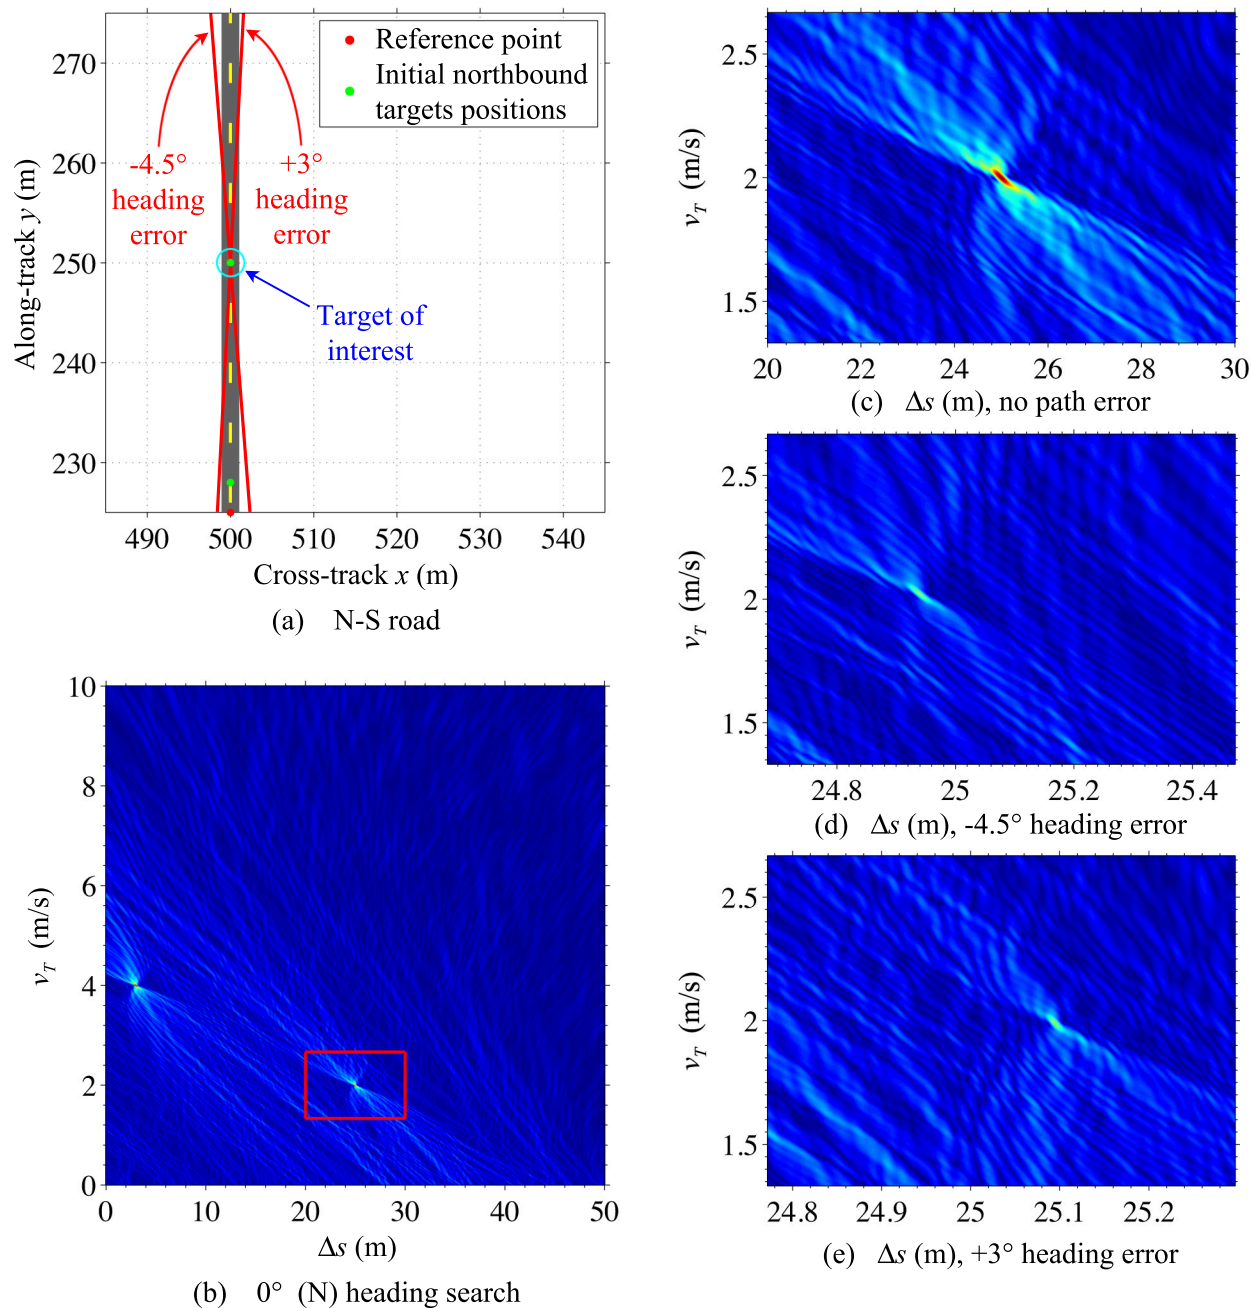 270
260
250
240
230
490
500
510
520
530
540
Along-track y (m)
Cross-track x (m)
Reference point
Initial northbound
targets positions
-4.5°
heading
error
+3°
heading
error
Target of
interest
(a) N-S road
10
8
6
4
2
0
0
10
20
30
40
50
v_T (m/s)
Δs (m)
(b) 0° (N) heading search
2.5
2
1.5
v_T (m/s)
20
22
24
26
28
30
(c) Δs (m), no path error
2.5
2
1.5
v_T (m/s)
24.8
25
25.2
25.4
(d) Δs (m), -4.5° heading error
2.5
2
1.5
v_T (m/s)
24.8
24.9
25
25.1
25.2
(e) Δs (m), +3° heading error